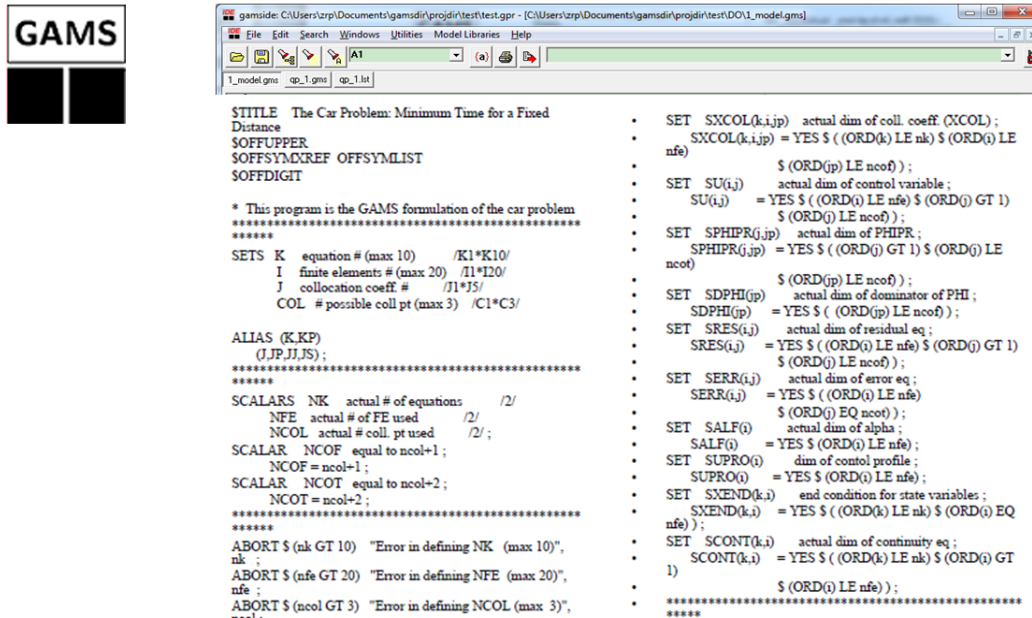 GAMS
gamside: C:\Users\zrp\Documents\gamsdir\projdir\test\test.gpr - [C:\Users\zrp\Documents\gamsdir\projdir\test\DO\1_model.gms]
File Edit Search Windows Utilities Model Libraries Help
A1
{a}
1_model.gms qp_1.gms qp_1.lst
$TITLE The Car Problem: Minimum Time for a Fixed
Distance
$OFFUPPER
$OFFSYMXREF OFFSYMLIST
$OFFDIGIT
* This program is the GAMS formulation of the car problem
**************************************************
******
SETS K equation # (max 10) /K1*K10/
I finite elements # (max 20) /I1*I20/
J collocation coeff. # /J1*J5/
COL # possible coll pt (max 3) /C1*C3/
ALIAS (K,KP)
(J,JP,JJ,JS) ;
**************************************************
******
SCALARS NK actual # of equations /2/
NFE actual # of FE used /2/
NCOL actual # coll. pt used /2/ ;
SCALAR NCOF equal to ncol+1 ;
NCOF = ncol+1 ;
SCALAR NCOT equal to ncol+2 ;
NCOT = ncol+2 ;
**************************************************
******
ABORT $ (nk GT 10) "Error in defining NK (max 10)",
nk ;
ABORT $ (nfe GT 20) "Error in defining NFE (max 20)",
nfe ;
ABORT $ (ncol GT 3) "Error in defining NCOL (max 3)",
• SET SXCOL(k,i,jp) actual dim of coll. coeff. (XCOL) ;
• SXCOL(k,i,jp) = YES $ ( (ORD(k) LE nk) $ (ORD(i) LE
nfe)
• $ (ORD(jp) LE ncof) ) ;
• SET SU(i,j) actual dim of control variable ;
• SU(i,j) = YES $ ( (ORD(i) LE nfe) $ (ORD(j) GT 1)
• $ (ORD(j) LE ncof) ) ;
• SET SPHIPR(j,jp) actual dim of PHIPR ;
• SPHIPR(j,jp) = YES $ ( (ORD(j) GT 1) $ (ORD(j) LE
ncot)
• $ (ORD(jp) LE ncof) ) ;
• SET SDPHI(jp) actual dim of dominator of PHI ;
• SDPHI(jp) = YES $ ( (ORD(jp) LE ncof) ) ;
• SET SRES(i,j) actual dim of residual eq ;
• SRES(i,j) = YES $ ( (ORD(i) LE nfe) $ (ORD(j) GT 1)
• $ (ORD(j) LE ncof) ) ;
• SET SERR(i,j) actual dim of error eq ;
• SERR(i,j) = YES $ ( (ORD(i) LE nfe)
• $ (ORD(j) EQ ncot) ) ;
• SET SALF(i) actual dim of alpha ;
• SALF(i) = YES $ (ORD(i) LE nfe) ;
• SET SUPRO(i) dim of contol profile ;
• SUPRO(i) = YES $ (ORD(i) LE nfe) ;
• SET SXEND(k,i) end condition for state variables ;
• SXEND(k,i) = YES $ ( (ORD(k) LE nk) $ (ORD(i) EQ
nfe) ) ;
• SET SCONT(k,i) actual dim of continuity eq ;
• SCONT(k,i) = YES $ ( (ORD(k) LE nk) $ (ORD(i) GT
1)
• $ (ORD(i) LE nfe) ) ;
• **************************************************
*****